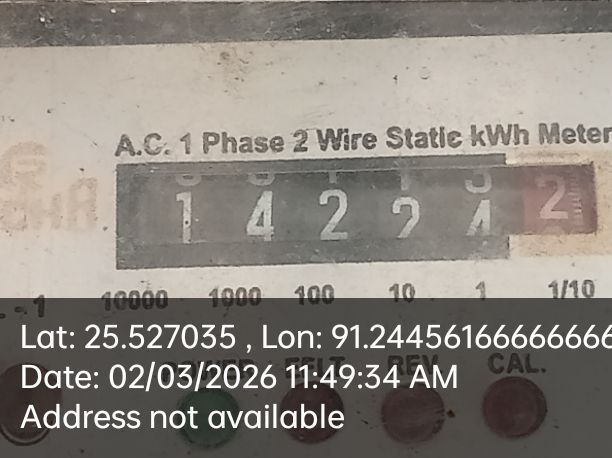 A.C. 1 Phase 2 Wire Static kWh Meter
1 4 2 2 4 2
10000 1000 100 10 1 1/10
Lat: 25.527035 , Lon: 91.24456166666666
Date: 02/03/2026 11:49:34 AM
Address not available
REV. CAL.